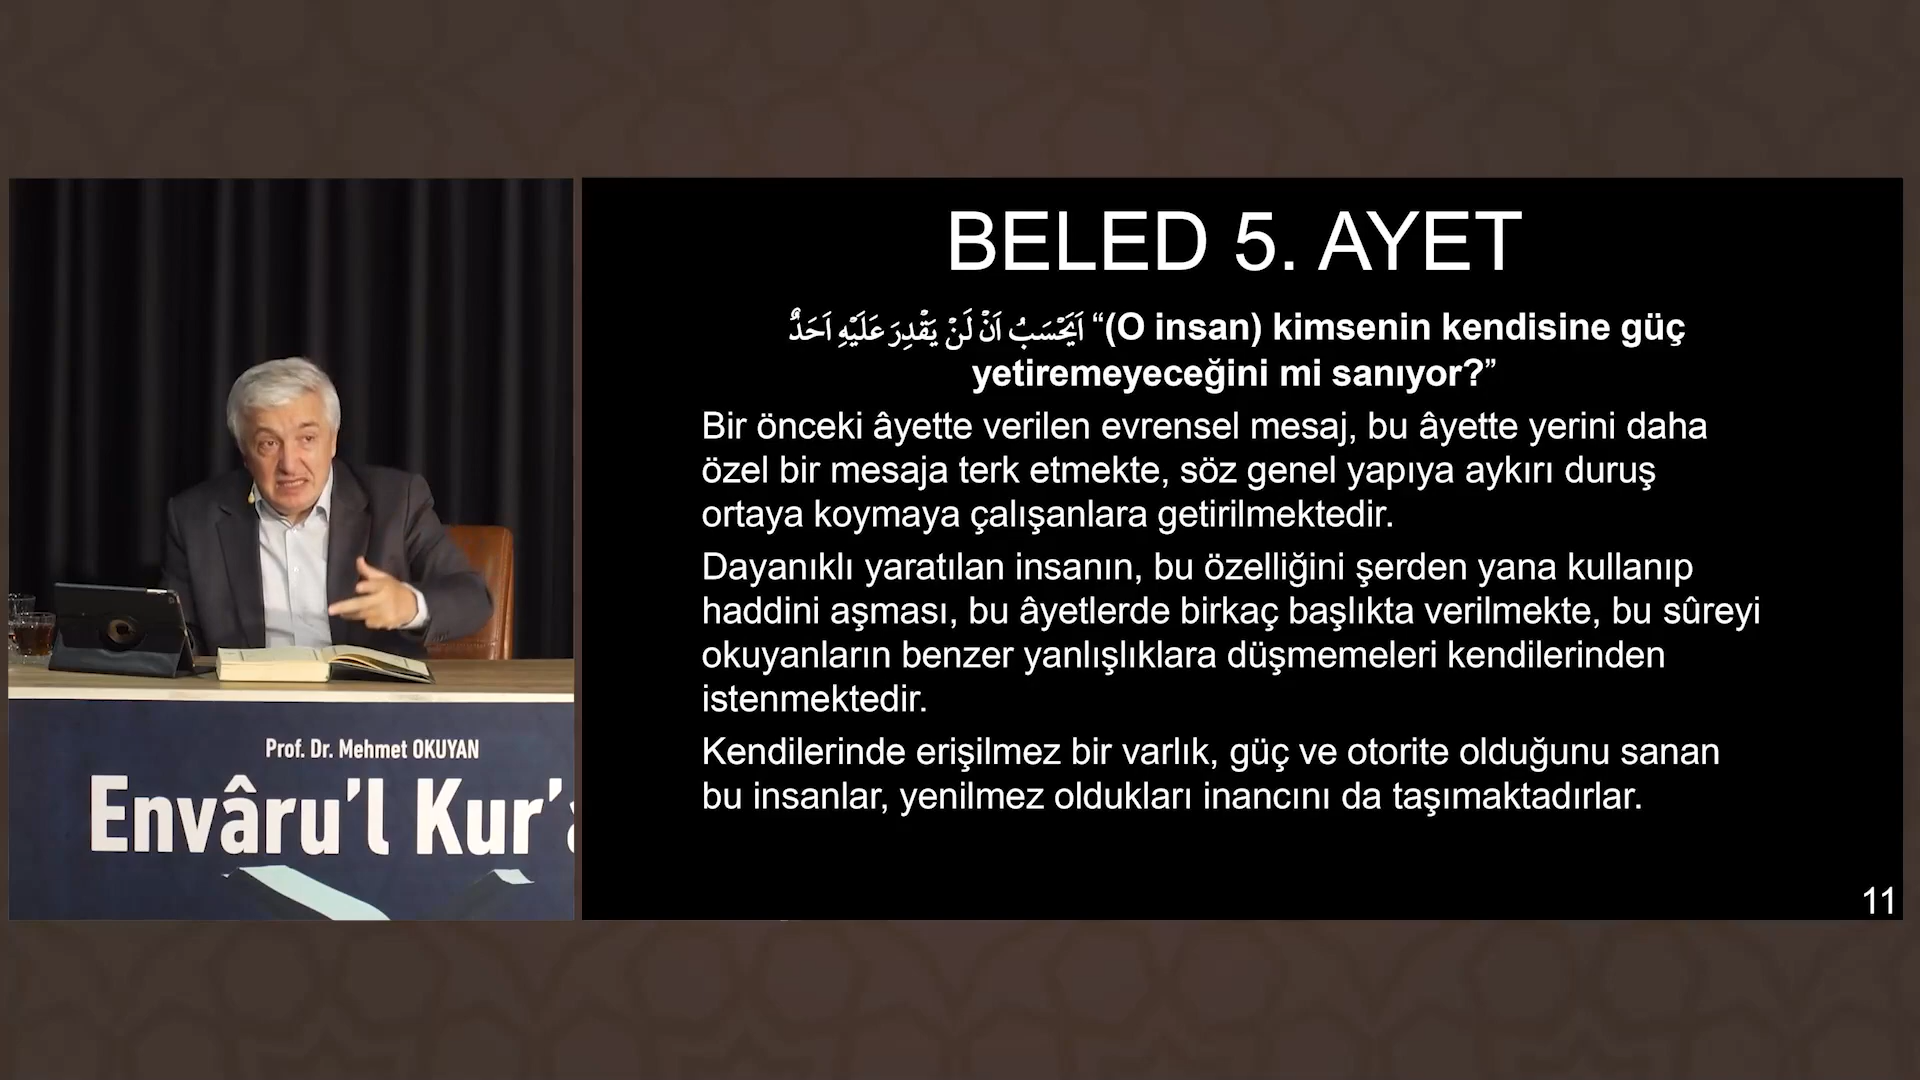 Prof. Dr. Mehmet OKUYAN
Envâru'l Kur'a
BELED 5. AYET
اَيَحْسَبُ اَنْ لَنْ يَقْدِرَ عَلَيْهِ اَحَدٌ “(O insan) kimsenin kendisine güç
yetiremeyeceğini mi sanıyor?”
Bir önceki âyette verilen evrensel mesaj, bu âyette yerini daha
özel bir mesaja terk etmekte, söz genel yapıya aykırı duruş
ortaya koymaya çalışanlara getirilmektedir.
Dayanıklı yaratılan insanın, bu özelliğini şerden yana kullanıp
haddini aşması, bu âyetlerde birkaç başlıkta verilmekte, bu sûreyi
okuyanların benzer yanlışlıklara düşmemeleri kendilerinden
istenmektedir.
Kendilerinde erişilmez bir varlık, güç ve otorite olduğunu sanan
bu insanlar, yenilmez oldukları inancını da taşımaktadırlar.
11